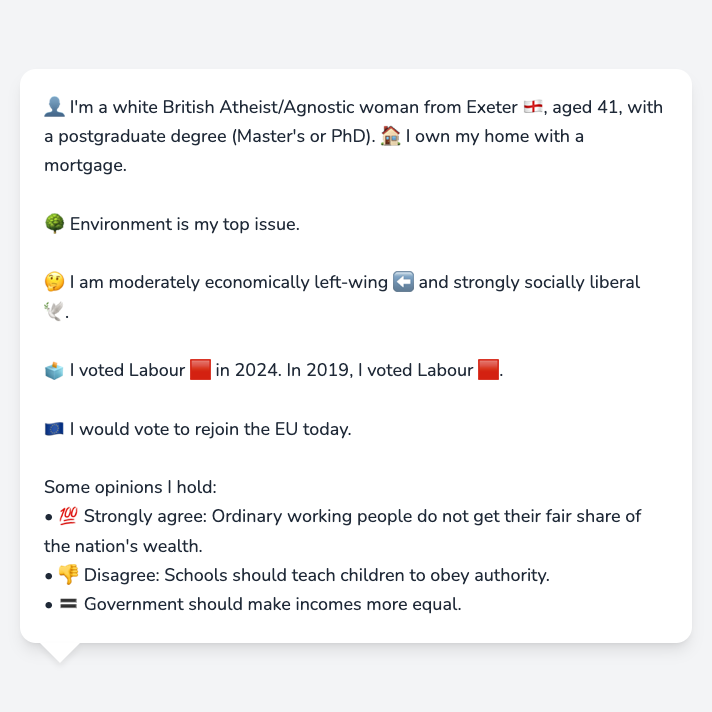 👤 I'm a white British Atheist/Agnostic woman from Exeter 🏴󠁧󠁢󠁥󠁮󠁧󠁿, aged 41, with
a postgraduate degree (Master's or PhD). 🏠 I own my home with a
mortgage.
🌳 Environment is my top issue.
🤔 I am moderately economically left-wing ⬅️ and strongly socially liberal
🕊️.
🗳️ I voted Labour 🟥 in 2024. In 2019, I voted Labour 🟥.
🇪🇺 I would vote to rejoin the EU today.
Some opinions I hold:
• 💯 Strongly agree: Ordinary working people do not get their fair share of
the nation's wealth.
• 👎 Disagree: Schools should teach children to obey authority.
• 🟰 Government should make incomes more equal.